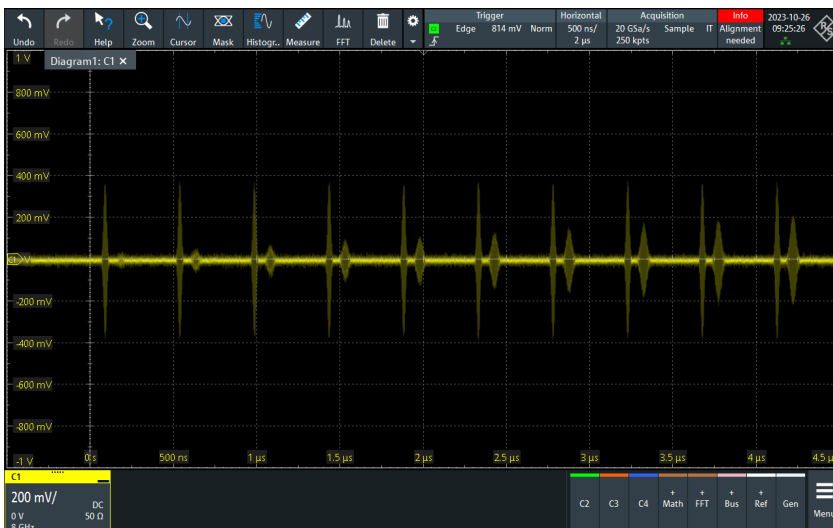 Undo Redo Help Zoom Cursor Mask Histogr.. Measure FFT Delete
Trigger
Edge 814 mV Norm
Horizontal
500 ns/
2 µs
Acquisition
20 GSa/s Sample IT
250 kpts
Info
Alignment
needed
2023-10-26
09:25:26
R&S
1 V
Diagram1: C1 ×
800 mV
600 mV
400 mV
200 mV
C1 V
-200 mV
-400 mV
-600 mV
-800 mV
-1 V
0 s 500 ns 1 µs 1.5 µs 2 µs 2.5 µs 3 µs 3.5 µs 4 µs 4.5 µ
C1
200 mV/
DC
0 V 50 Ω
8 GHz
C2 C3 C4 + Math + FFT + Bus + Ref Gen Menu